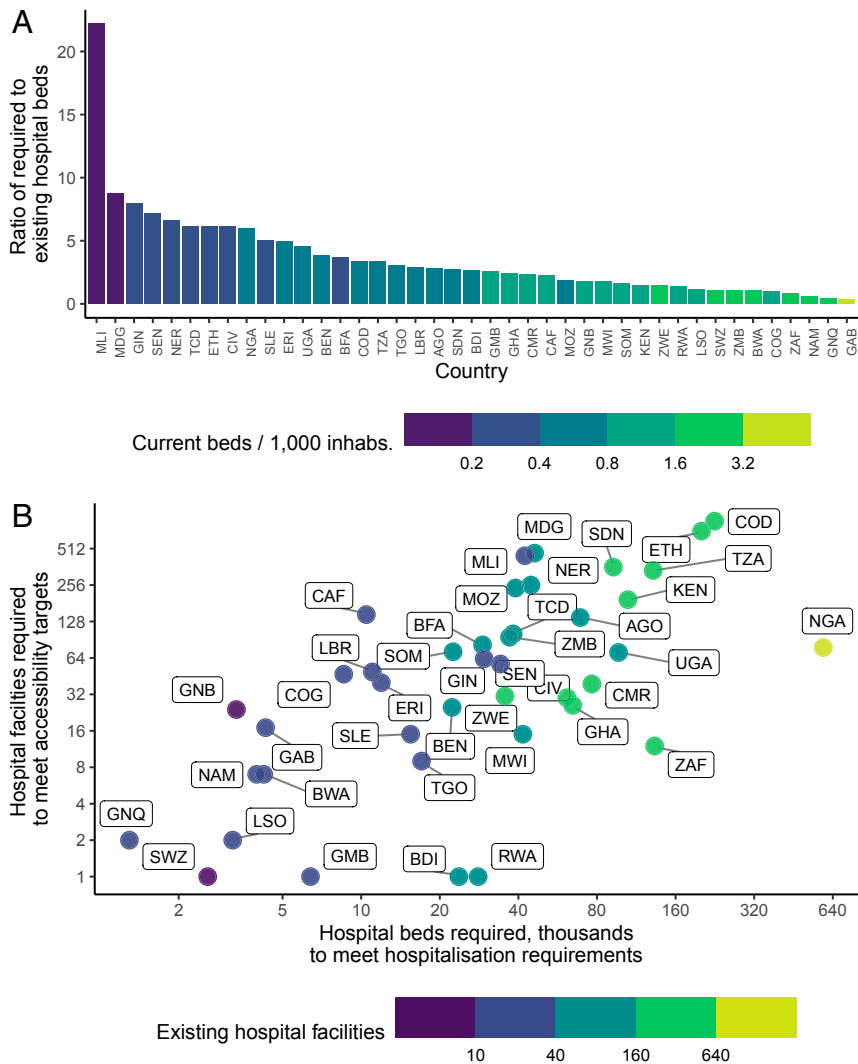 A
Ratio of required to
existing hospital beds
20
15
10
5
0
MLI MDG GIN SEN NER TCD ETH CIV NGA SLE ERI UGA BEN BFA COD TZA TGO LBR AGO SDN BDI GMB GHA CMR CAF MOZ GNB MWI SOM KEN ZWE RWA LSO SWZ ZMB BWA COG ZAF NAM GNQ GAB
Country
Current beds / 1,000 inhabs.
0.2 0.4 0.8 1.6 3.2
B
Hospital facilities required
to meet accessibility targets
512
256
128
64
32
16
8
4
2
1
MDG SDN COD
ETH
MLI NER TZA
CAF MOZ TCD KEN
BFA AGO NGA
LBR SOM ZMB UGA
GNB COG GIN SEN CIV CMR
ERI ZWE GHA
SLE BEN
GAB MWI ZAF
NAM BWA TGO
GNQ LSO
SWZ GMB BDI RWA
2 5 10 20 40 80 160 320 640
Hospital beds required, thousands
to meet hospitalisation requirements
Existing hospital facilities
10 40 160 640